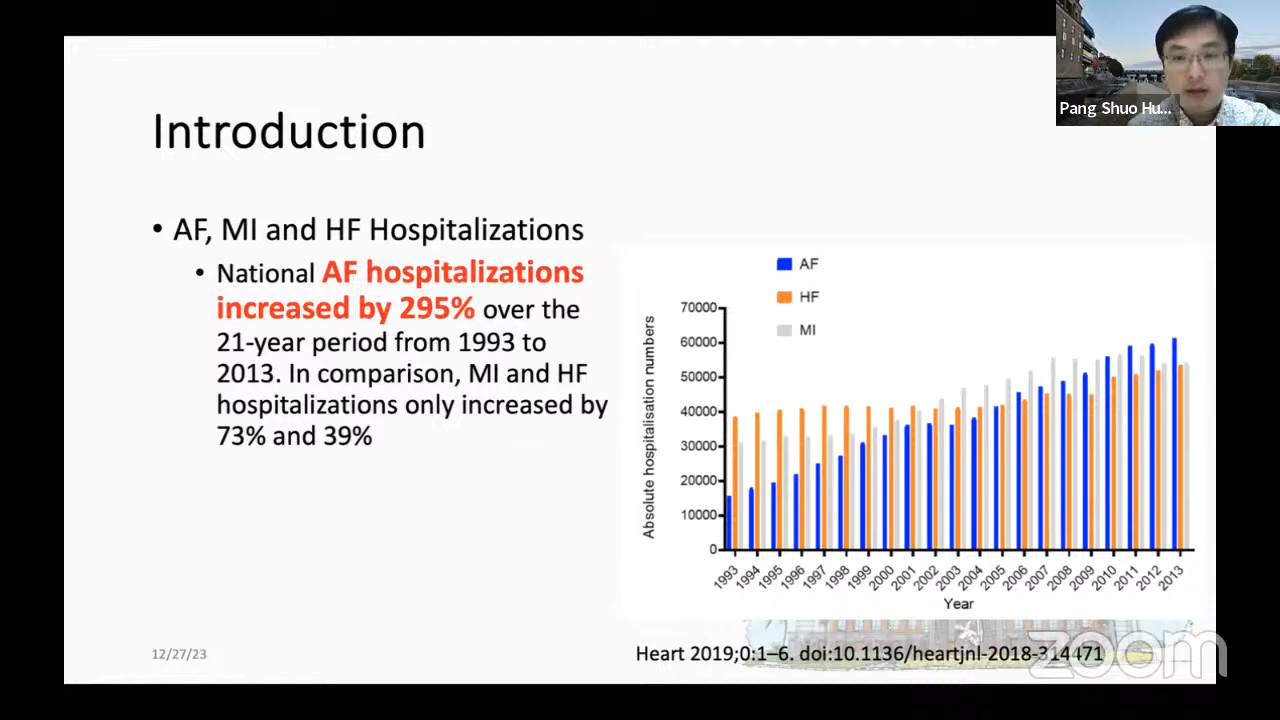 Pang Shuo Hu...
Introduction
• AF, MI and HF Hospitalizations
• National AF hospitalizations
increased by 295% over the
21-year period from 1993 to
2013. In comparison, MI and HF
hospitalizations only increased by
73% and 39%
AF
HF
MI
Absolute hospitalisation numbers
70000
60000
50000
40000
30000
20000
10000
0
1993 1994 1995 1996 1997 1998 1999 2000 2001 2002 2003 2004 2005 2006 2007 2008 2009 2010 2011 2012 2013
Year
12/27/23
Heart 2019;0:1–6. doi:10.1136/heartjnl-2018-314471
zoom